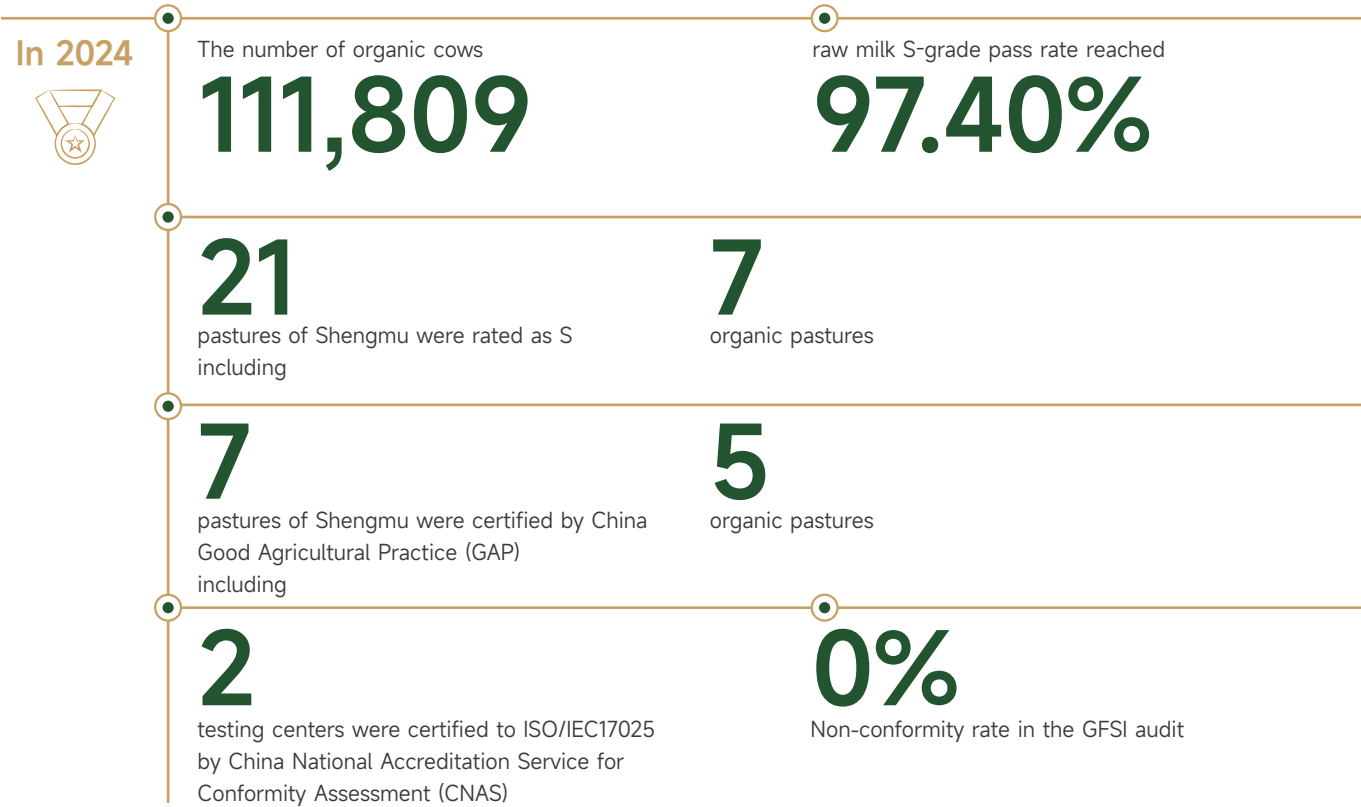 In 2024
The number of organic cows
111,809
raw milk S-grade pass rate reached
97.40%
21
pastures of Shengmu were rated as S
including
7
organic pastures
7
pastures of Shengmu were certified by China
Good Agricultural Practice (GAP)
including
5
organic pastures
2
testing centers were certified to ISO/IEC17025
by China National Accreditation Service for
Conformity Assessment (CNAS)
0%
Non-conformity rate in the GFSI audit